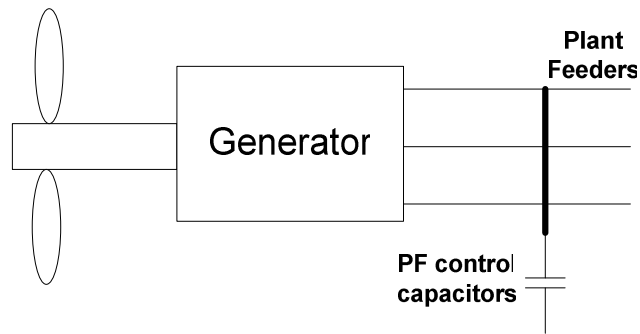 Plant
Feeders
Generator
PF control
capacitors